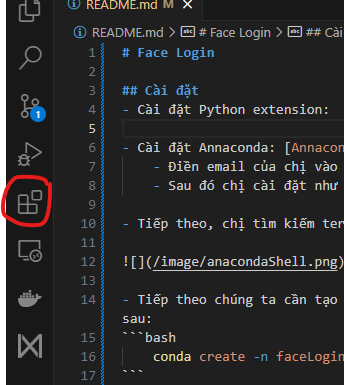 README.md M
README.md > # Face Login > ## Cài
1 # Face Login
2
3 ## Cài đặt
4 - Cài đặt Python extension:
5
6 - Cài đặt Annaconda: [Annacon
7 - Điền email của chị vào
8 - Sau đó chị cài đặt như
9
10 - Tiếp theo, chị tìm kiếm ter
11
12 ![](/image/anacondaShell.png)
13
14 - Tiếp theo chúng ta cần tạo
sau:
15 ```bash
16 conda create -n faceLogin
17 ```
1